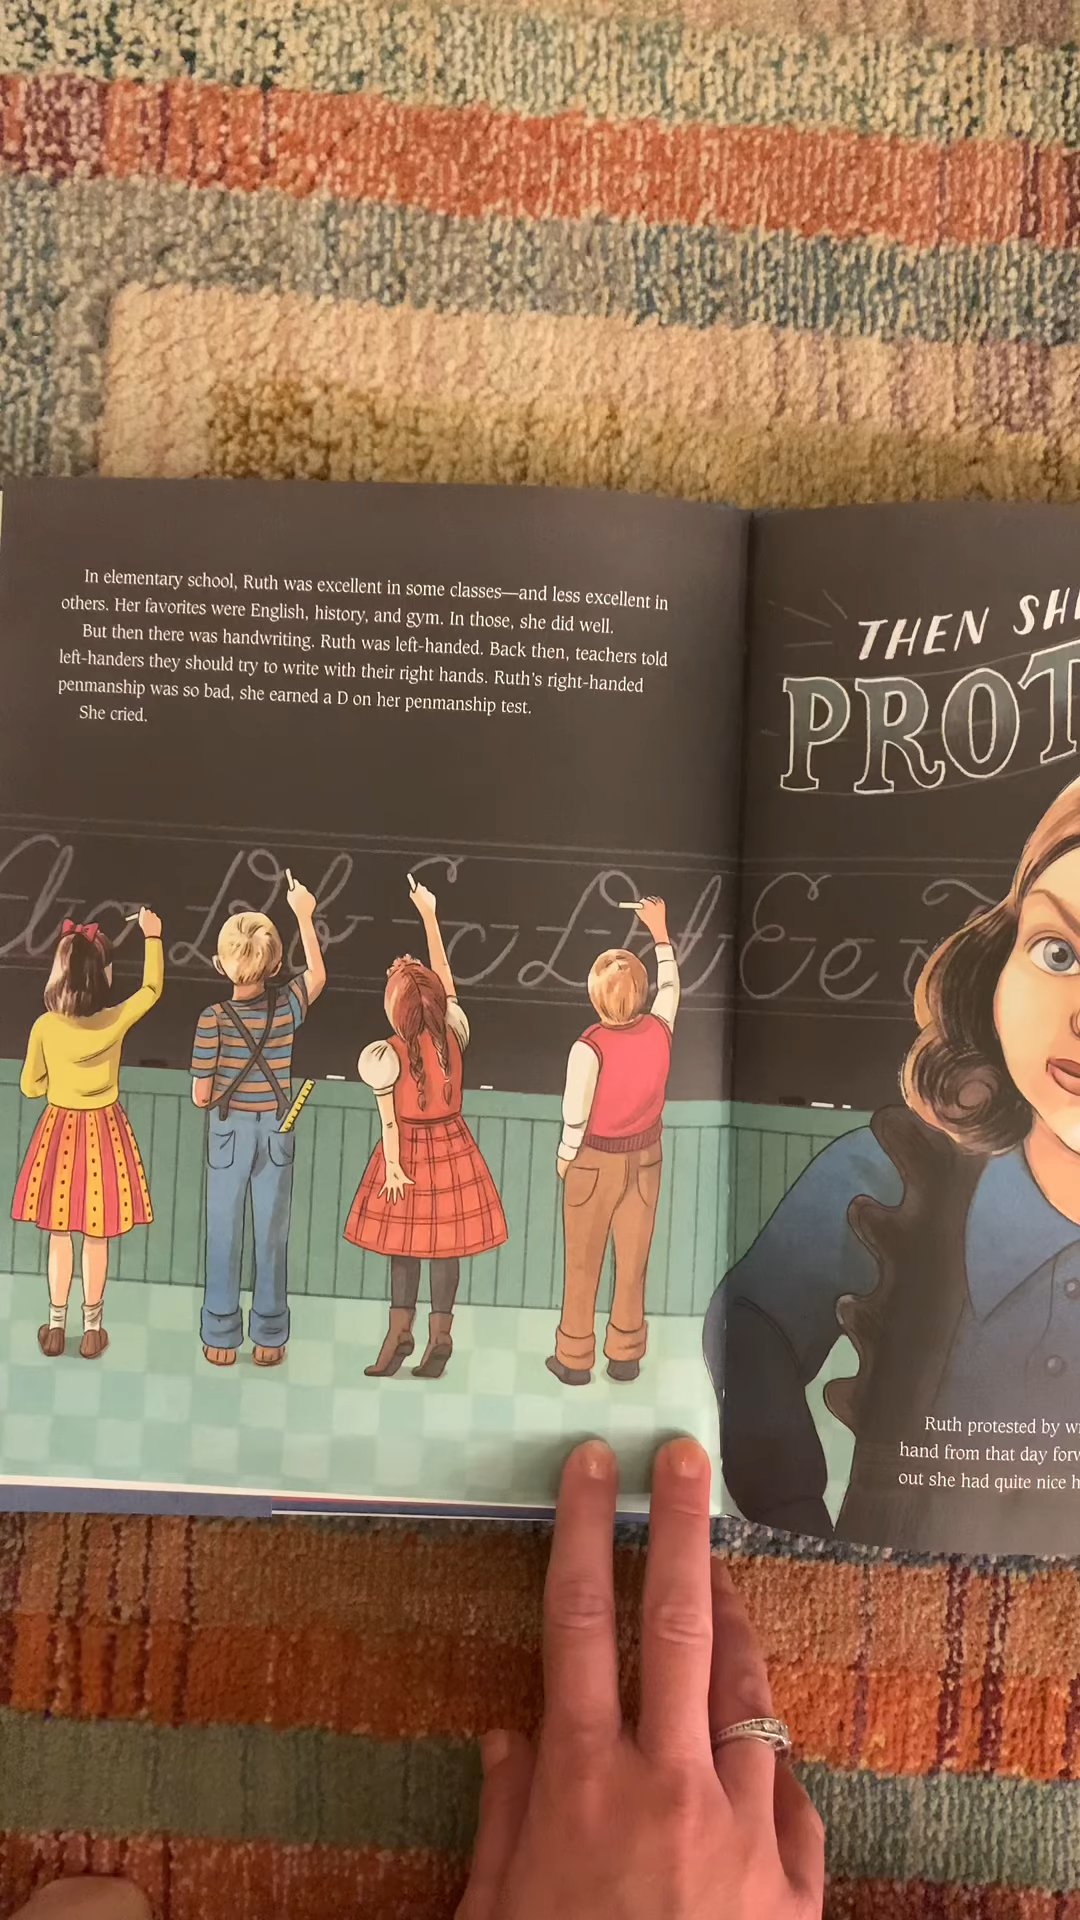 In elementary school, Ruth was excellent in some classes—and less excellent in
others. Her favorites were English, history, and gym. In those, she did well.
But then there was handwriting. Ruth was left-handed. Back then, teachers told
left-handers they should try to write with their right hands. Ruth's right-handed
penmanship was so bad, she earned a D on her penmanship test.
She cried.
THEN
Ruth protested by
hand from that day
out she had quite nice